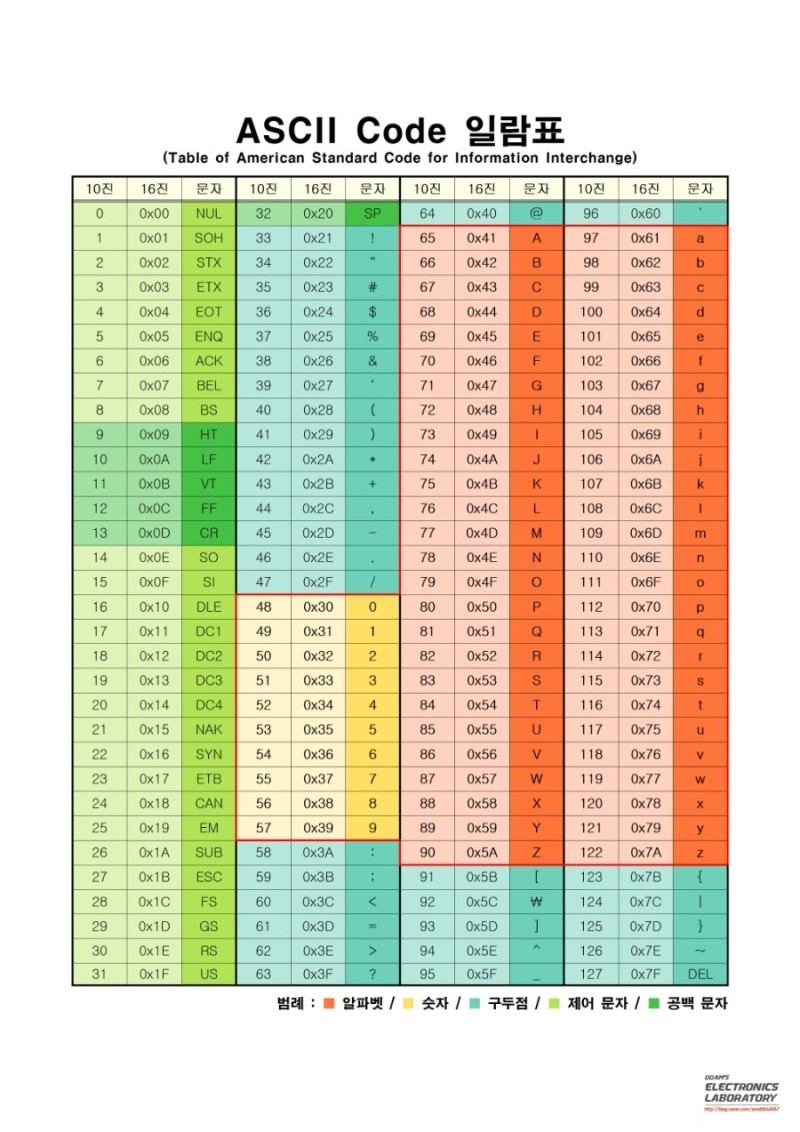 ASCII Code 일람표
(Table of American Standard Code for Information Interchange)
10진 16진 문자 10진 16진 문자 10진 16진 문자 10진 16진 문자
0 0x00 NUL 32 0x20 SP 64 0x40 @ 96 0x60 `
1 0x01 SOH 33 0x21 ! 65 0x41 A 97 0x61 a
2 0x02 STX 34 0x22 “ 66 0x42 B 98 0x62 b
3 0x03 ETX 35 0x23 # 67 0x43 C 99 0x63 c
4 0x04 EOT 36 0x24 $ 68 0x44 D 100 0x64 d
5 0x05 ENQ 37 0x25 % 69 0x45 E 101 0x65 e
6 0x06 ACK 38 0x26 & 70 0x46 F 102 0x66 f
7 0x07 BEL 39 0x27 ‘ 71 0x47 G 103 0x67 g
8 0x08 BS 40 0x28 ( 72 0x48 H 104 0x68 h
9 0x09 HT 41 0x29 ) 73 0x49 I 105 0x69 i
10 0x0A LF 42 0x2A * 74 0x4A J 106 0x6A j
11 0x0B VT 43 0x2B + 75 0x4B K 107 0x6B k
12 0x0C FF 44 0x2C , 76 0x4C L 108 0x6C l
13 0x0D CR 45 0x2D - 77 0x4D M 109 0x6D m
14 0x0E SO 46 0x2E . 78 0x4E N 110 0x6E n
15 0x0F SI 47 0x2F / 79 0x4F O 111 0x6F o
16 0x10 DLE 48 0x30 0 80 0x50 P 112 0x70 p
17 0x11 DC1 49 0x31 1 81 0x51 Q 113 0x71 q
18 0x12 DC2 50 0x32 2 82 0x52 R 114 0x72 r
19 0x13 DC3 51 0x33 3 83 0x53 S 115 0x73 s
20 0x14 DC4 52 0x34 4 84 0x54 T 116 0x74 t
21 0x15 NAK 53 0x35 5 85 0x55 U 117 0x75 u
22 0x16 SYN 54 0x36 6 86 0x56 V 118 0x76 v
23 0x17 ETB 55 0x37 7 87 0x57 W 119 0x77 w
24 0x18 CAN 56 0x38 8 88 0x58 X 120 0x78 x
25 0x19 EM 57 0x39 9 89 0x59 Y 121 0x79 y
26 0x1A SUB 58 0x3A : 90 0x5A Z 122 0x7A z
27 0x1B ESC 59 0x3B ; 91 0x5B [ 123 0x7B {
28 0x1C FS 60 0x3C < 92 0x5C ₩ 124 0x7C |
29 0x1D GS 61 0x3D = 93 0x5D ] 125 0x7D }
30 0x1E RS 62 0x3E > 94 0x5E ^ 126 0x7E ~
31 0x1F US 63 0x3F ? 95 0x5F _ 127 0x7F DEL
범례 : ■ 알파벳 / ■ 숫자 / ■ 구두점 / ■ 제어 문자 / ■ 공백 문자
DDAM'S
ELECTRONICS
LABORATORY